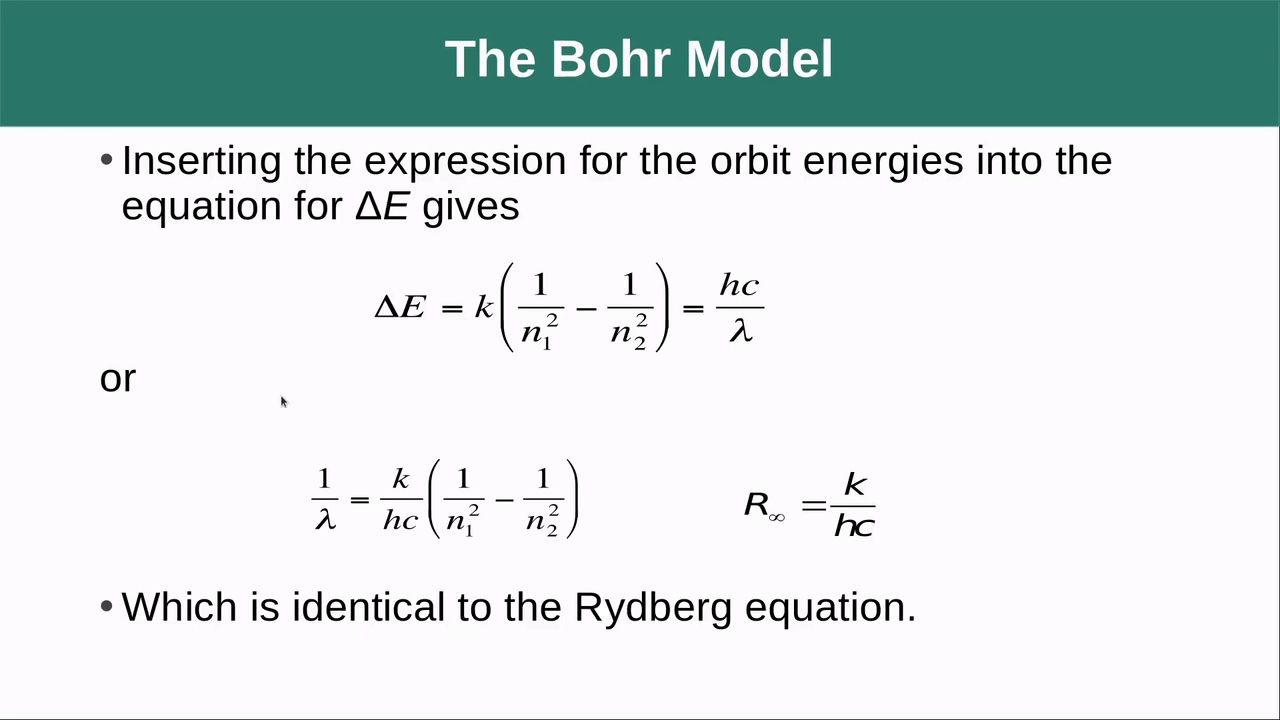 The Bohr Model
• Inserting the expression for the orbit energies into the
equation for ΔE gives
ΔE = k(1/n₁² − 1/n₂²) = hc/λ
or
1/λ = k/hc(1/n₁² − 1/n₂²) R∞ = k/hc
• Which is identical to the Rydberg equation.